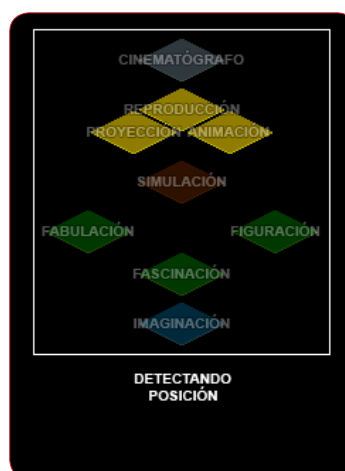 CINEMATÓGRAFO
REPRODUCCIÓN
PROYECCIÓN ANIMACIÓN
SIMULACIÓN
FABULACIÓN FIGURACIÓN
FASCINACIÓN
IMAGINACIÓN
DETECTANDO
POSICIÓN